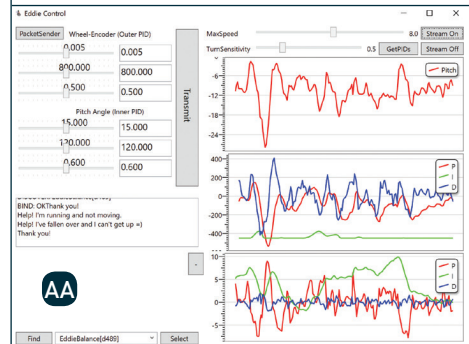 Eddie Control
PacketSender Wheel-Encoder (Outer PID)
0.005 0.005
800.000 800.000
0.500 0.500
Pitch Angle (Inner PID)
15.000 15.000
120.000 120.000
0.600 0.600
Transmit
BIND: OKThank you!
Help! I'm running and not moving.
Help! I've fallen over and I can't get up =)
Thank you!
AA
Find EddieBalance[d489] Select
MaxSpeed 8.0 Stream On
TurnSensitivity 0.5 GetPIDs Stream Off
Pitch
-6
-12
-18
-24
400
200
0
-200
-400
P
I
D
10
5
0
-5
P
I
D